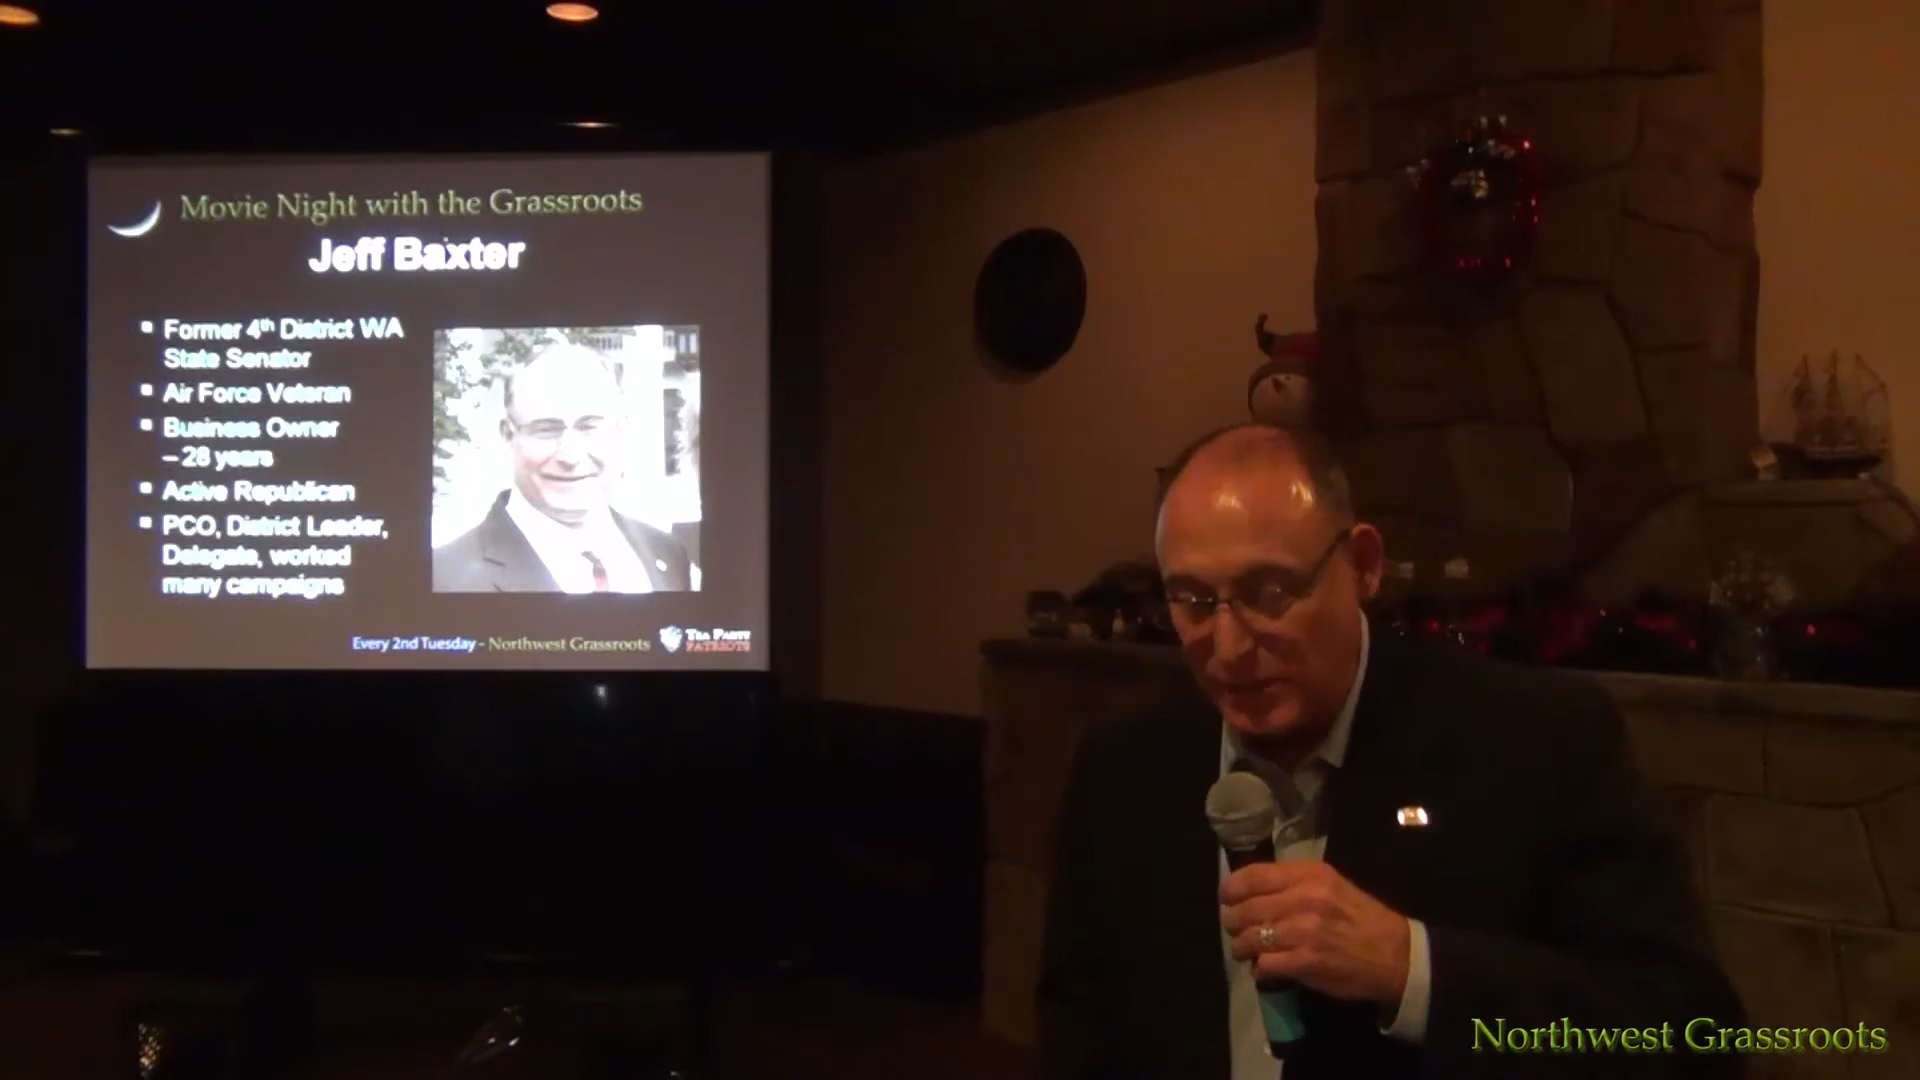 Movie Night with the Grassroots
Jeff Baxter
Former 4th District WA
State Senator
Air Force Veteran
Business Owner
– 28 years
Active Republican
PCO, District Leader,
Delegate, worked
many campaigns
Every 2nd Tuesday - Northwest Grassroots
TEA PARTY
PATRIOTS
Northwest Grassroots